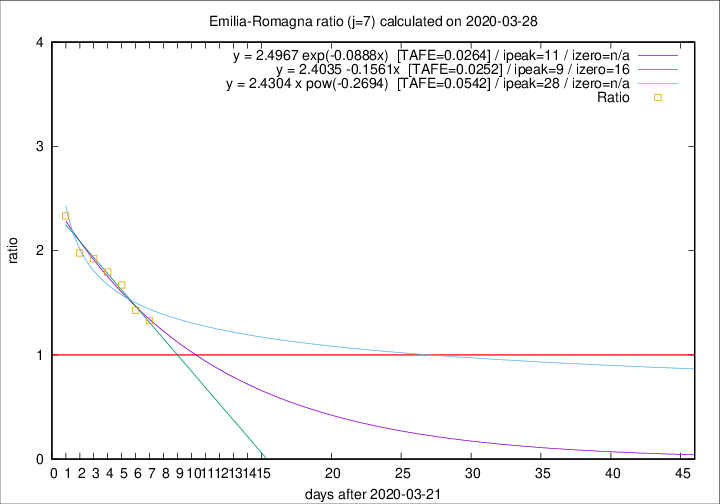 Emilia-Romagna ratio (j=7) calculated on 2020-03-28
y = 2.4967 exp(-0.0888x) [TAFE=0.0264] / ipeak=11 / izero=n/a
y = 2.4035 -0.1561x [TAFE=0.0252] / ipeak=9 / izero=16
y = 2.4304 x pow(-0.2694) [TAFE=0.0542] / ipeak=28 / izero=n/a
Ratio
4
3
2
1
0
ratio
0 1 2 3 4 5 6 7 8 9 10 11 12 13 14 15 20 25 30 35 40 45
days after 2020-03-21